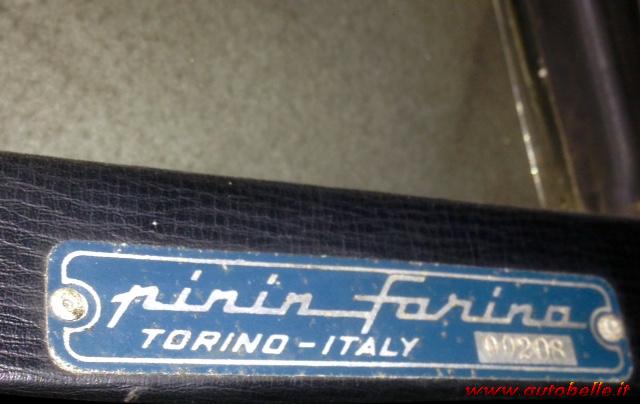 pinin farina
TORINO-ITALY 00208
www.autobelle.it